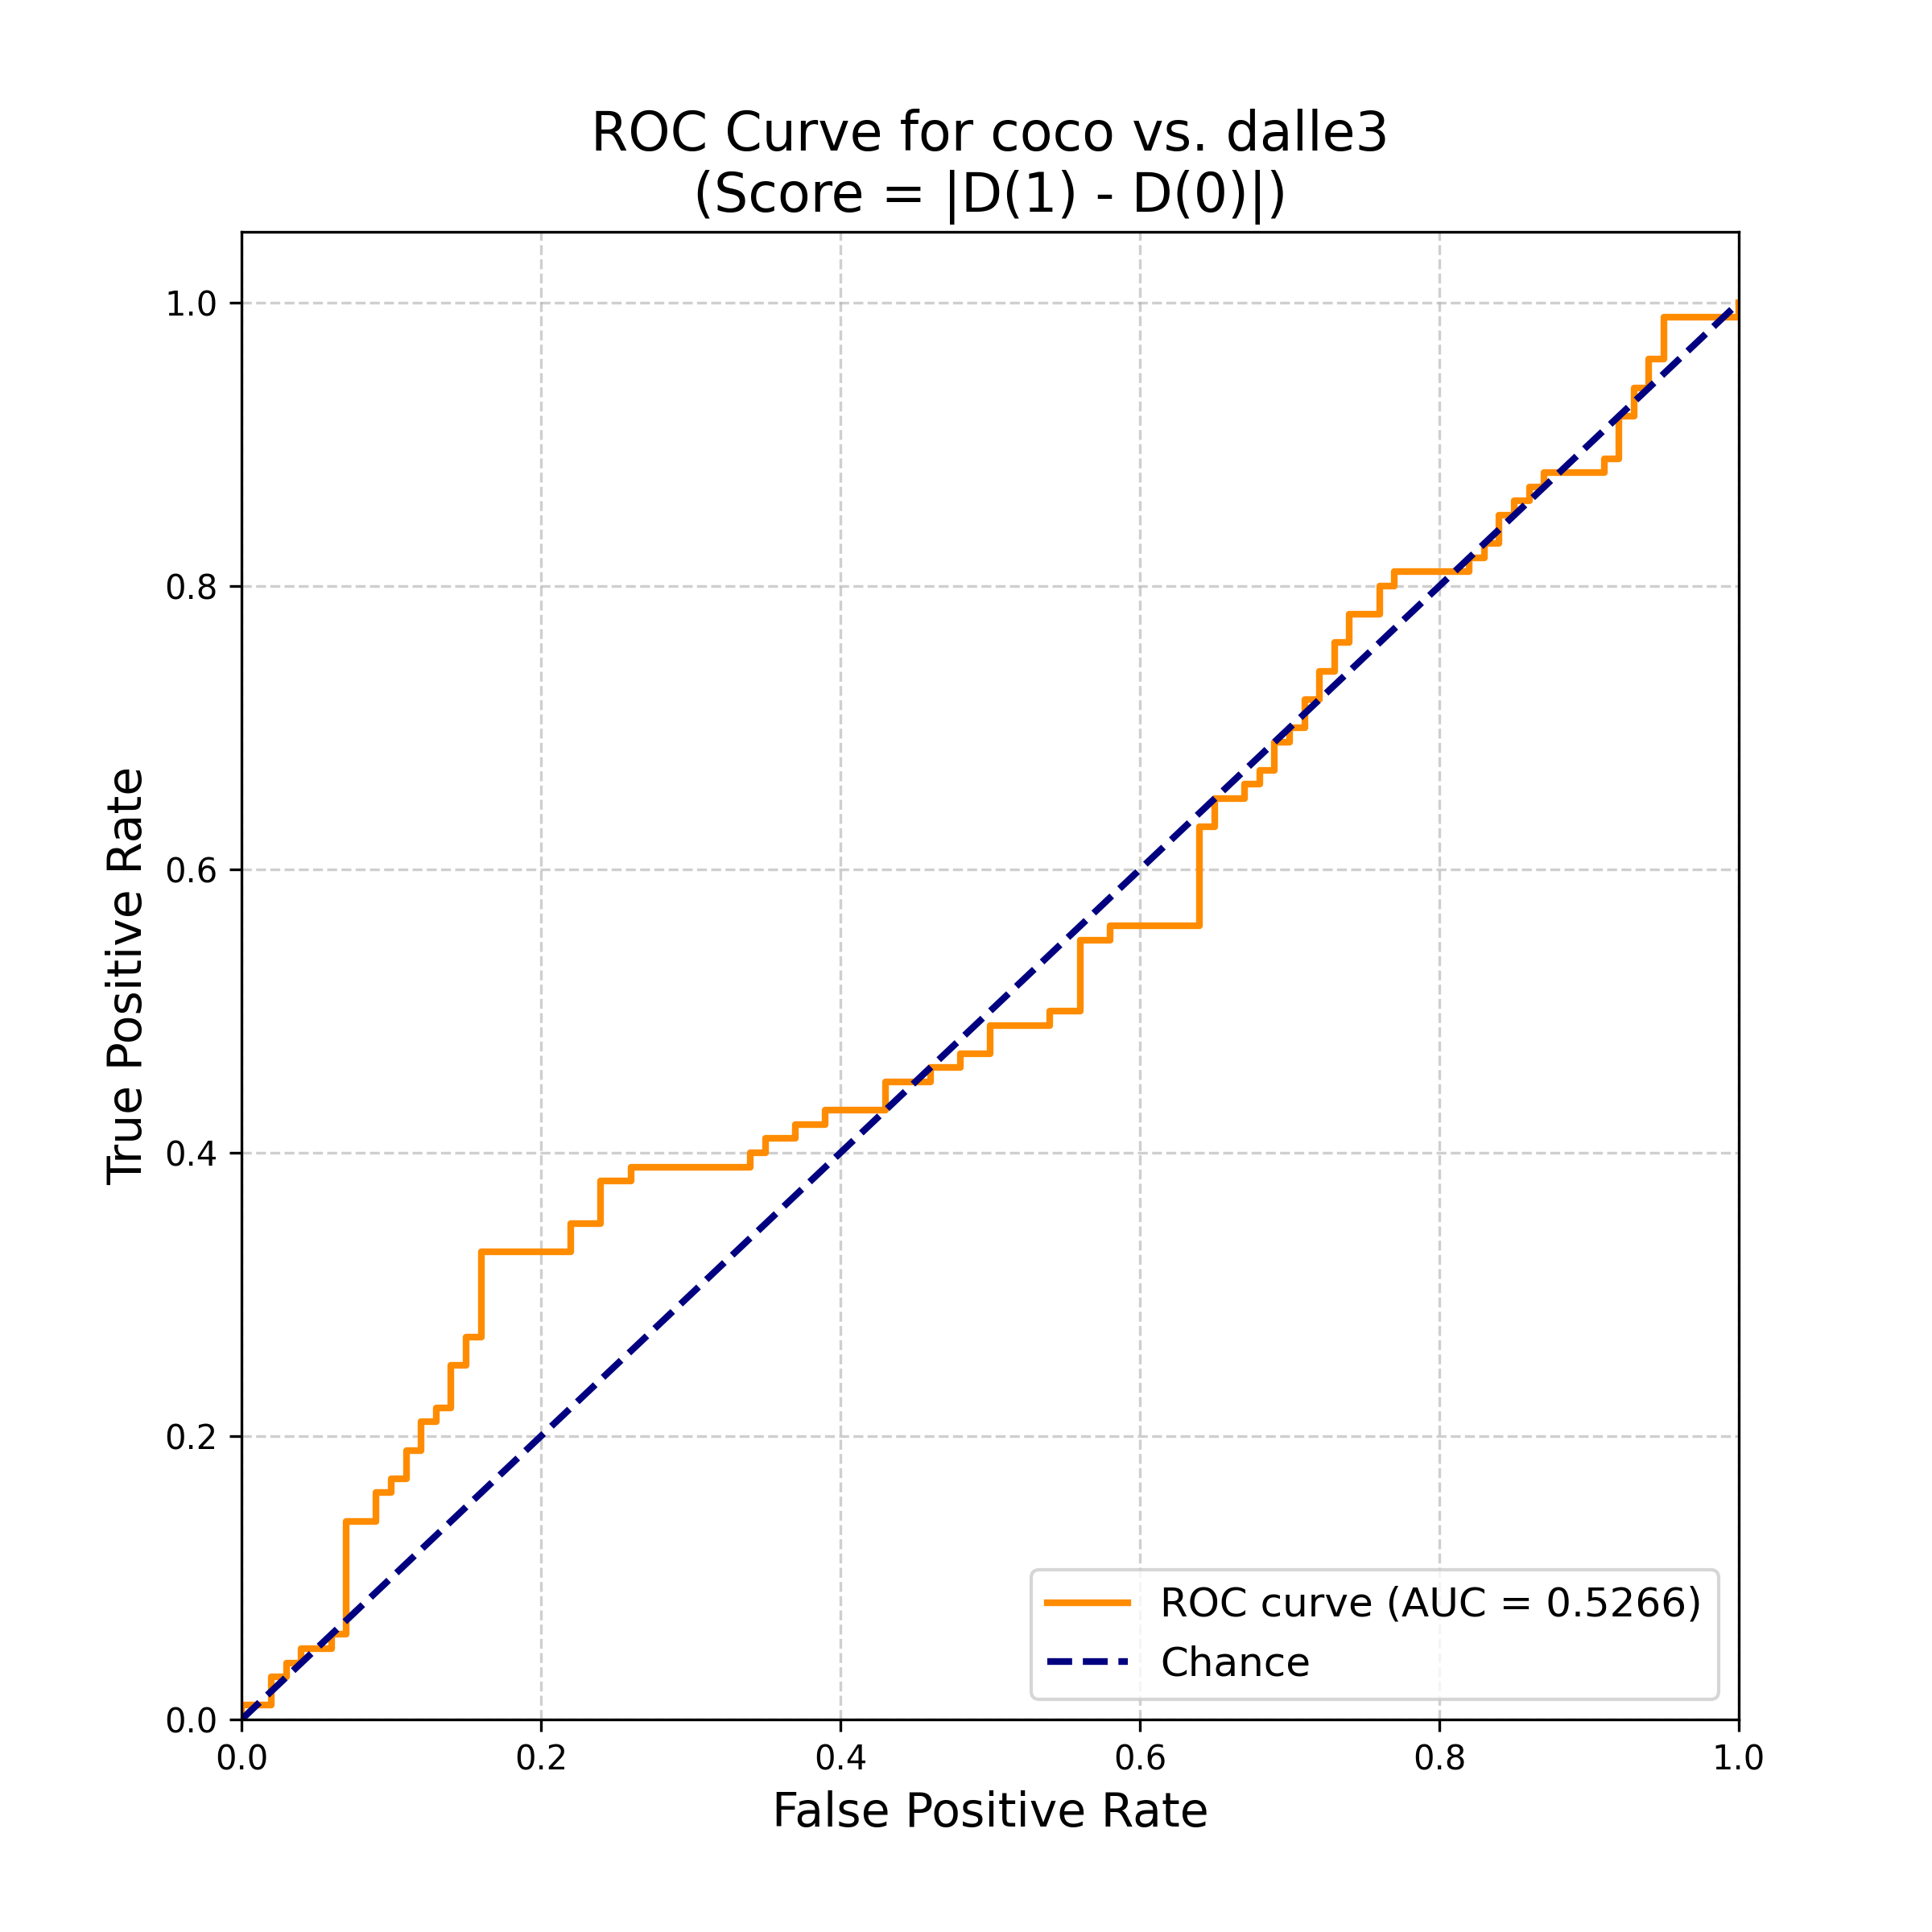 ROC Curve for coco vs. dalle3
(Score = |D(1) - D(0)|)
1.0
0.8
0.6
0.4
0.2
0.0
True Positive Rate
ROC curve (AUC = 0.5266)
Chance
0.0 0.2 0.4 0.6 0.8 1.0
False Positive Rate